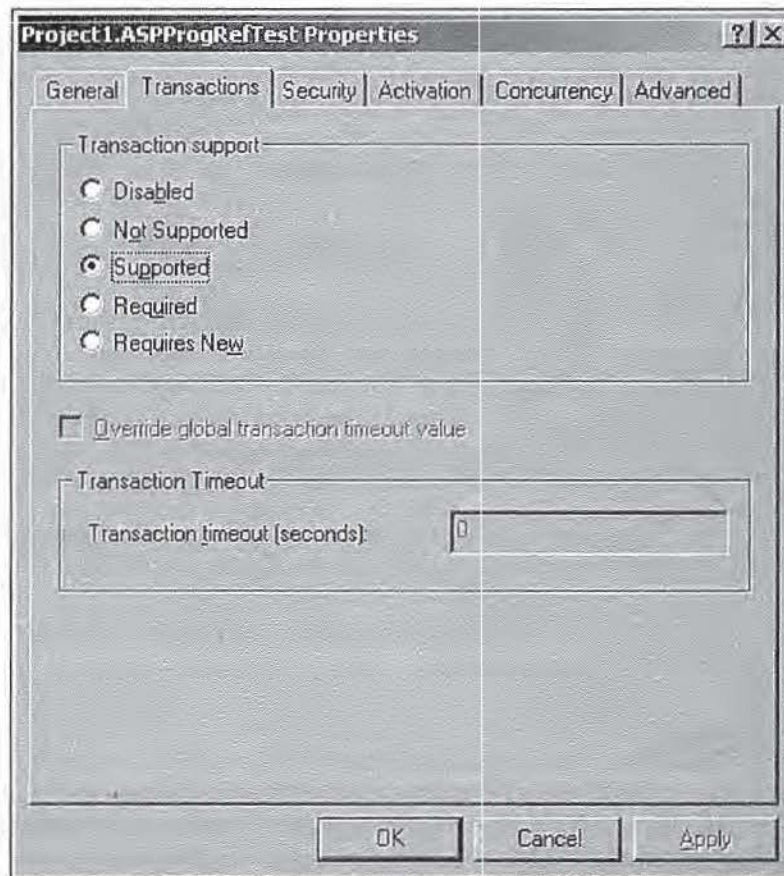 Project1.ASPProgRefTest Properties
General Transactions Security Activation Concurrency Advanced
Transaction support
Disabled
Not Supported
Supported
Required
Requires New
Override global transaction timeout value
Transaction Timeout
Transaction timeout (seconds): 0
OK Cancel Apply